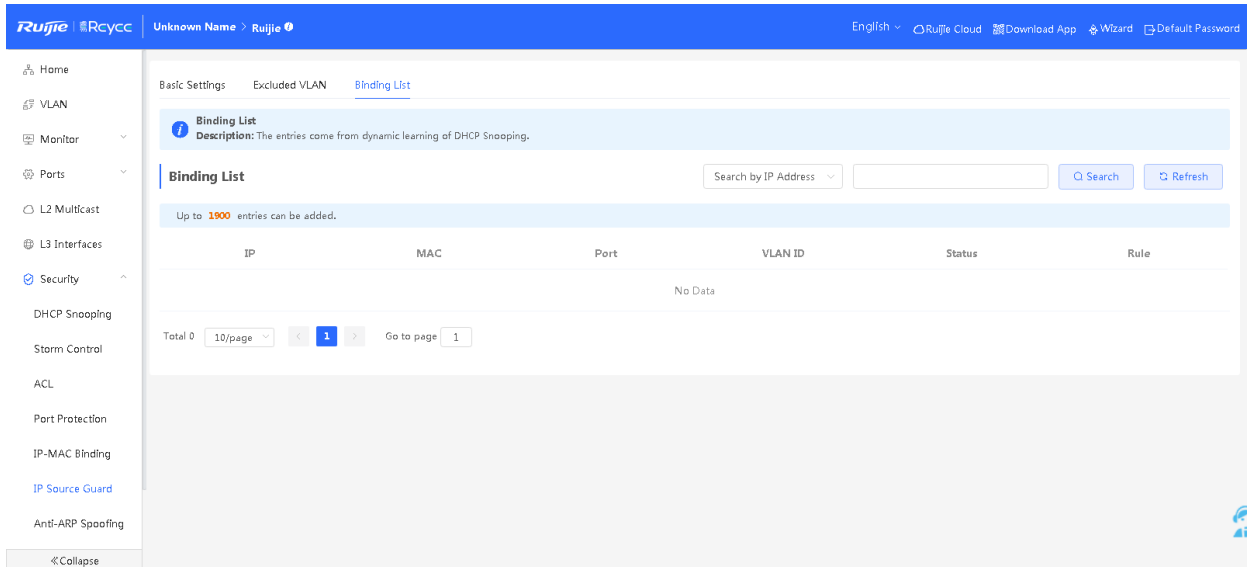 Ruijie | Rcycc
Unknown Name > Ruijie
English
Ruijie Cloud
Download App
Wizard
Default Password
Home
VLAN
Monitor
Ports
L2 Multicast
L3 Interfaces
Security
DHCP Snooping
Storm Control
ACL
Port Protection
IP-MAC Binding
IP Source Guard
Anti-ARP Spoofing
«Collapse
Basic Settings Excluded VLAN Binding List
Binding List
Description: The entries come from dynamic learning of DHCP Snooping.
Binding List
Search by IP Address
Search
Refresh
Up to 1900 entries can be added.
IP MAC Port VLAN ID Status Rule
No Data
Total 0 10/page < 1 > Go to page 1